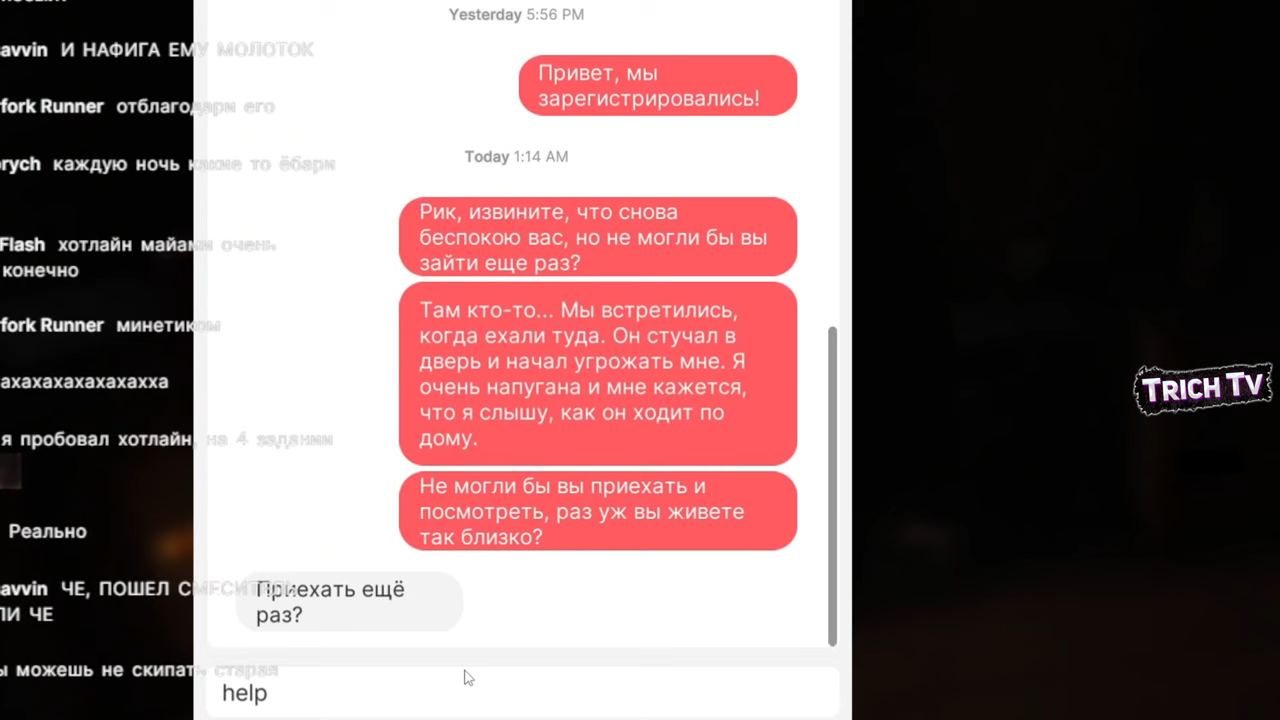 Yesterday 5:56 PM
avvin И НАФИГА ЕМУ МОЛОТОК
Привет, мы
зарегистрировались!
fork Runner отблагодари его
Today 1:14 AM
orych каждую ночь какие то ёбари
Рик, извините, что снова
беспокою вас, но не могли бы вы
зайти еще раз?
Flash хотлайн майами очень
конечно
Там кто-то... Мы встретились,
когда ехали туда. Он стучал в
дверь и начал угрожать мне. Я
очень напугана и мне кажется,
что я слышу, как он ходит по
дому.
fork Runner минетиком
ахахахахахахахха
TRICH TV
я пробовал хотлайн, на 4 задании
Не могли бы вы приехать и
посмотреть, раз уж вы живете
так близко?
Реально
Приехать ещё
раз?
avvin ЧЕ, ПОШЕЛ
ЛИ ЧЕ
ы можешь не скипать старая
help